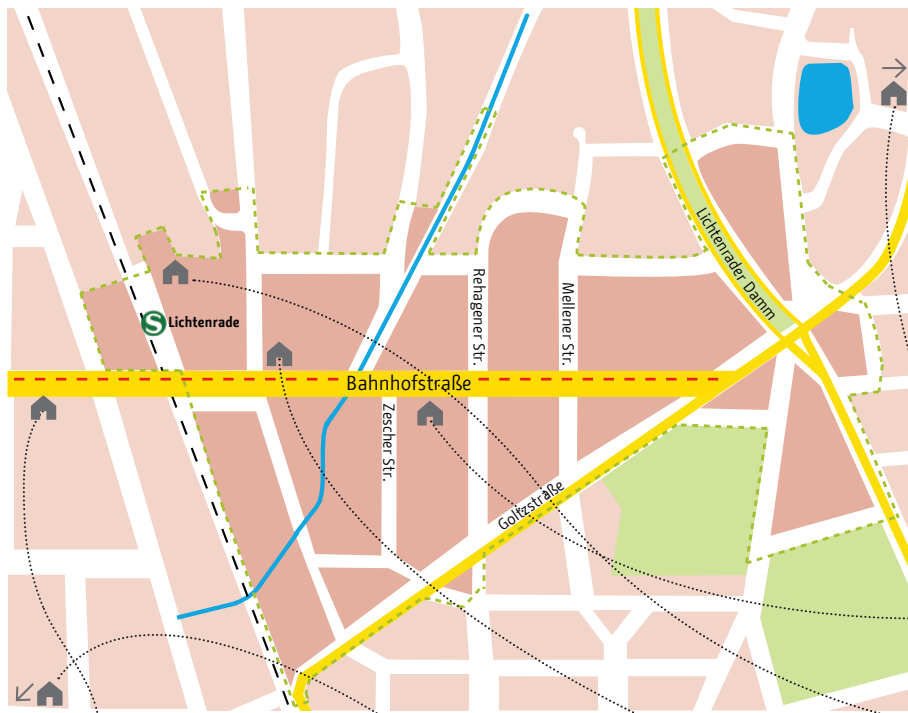 Lichtenrader Damm
Rehagener Str.
Mellener Str.
S Lichtenrade
Bahnhofstraße
Zescher Str.
Goltzstraße